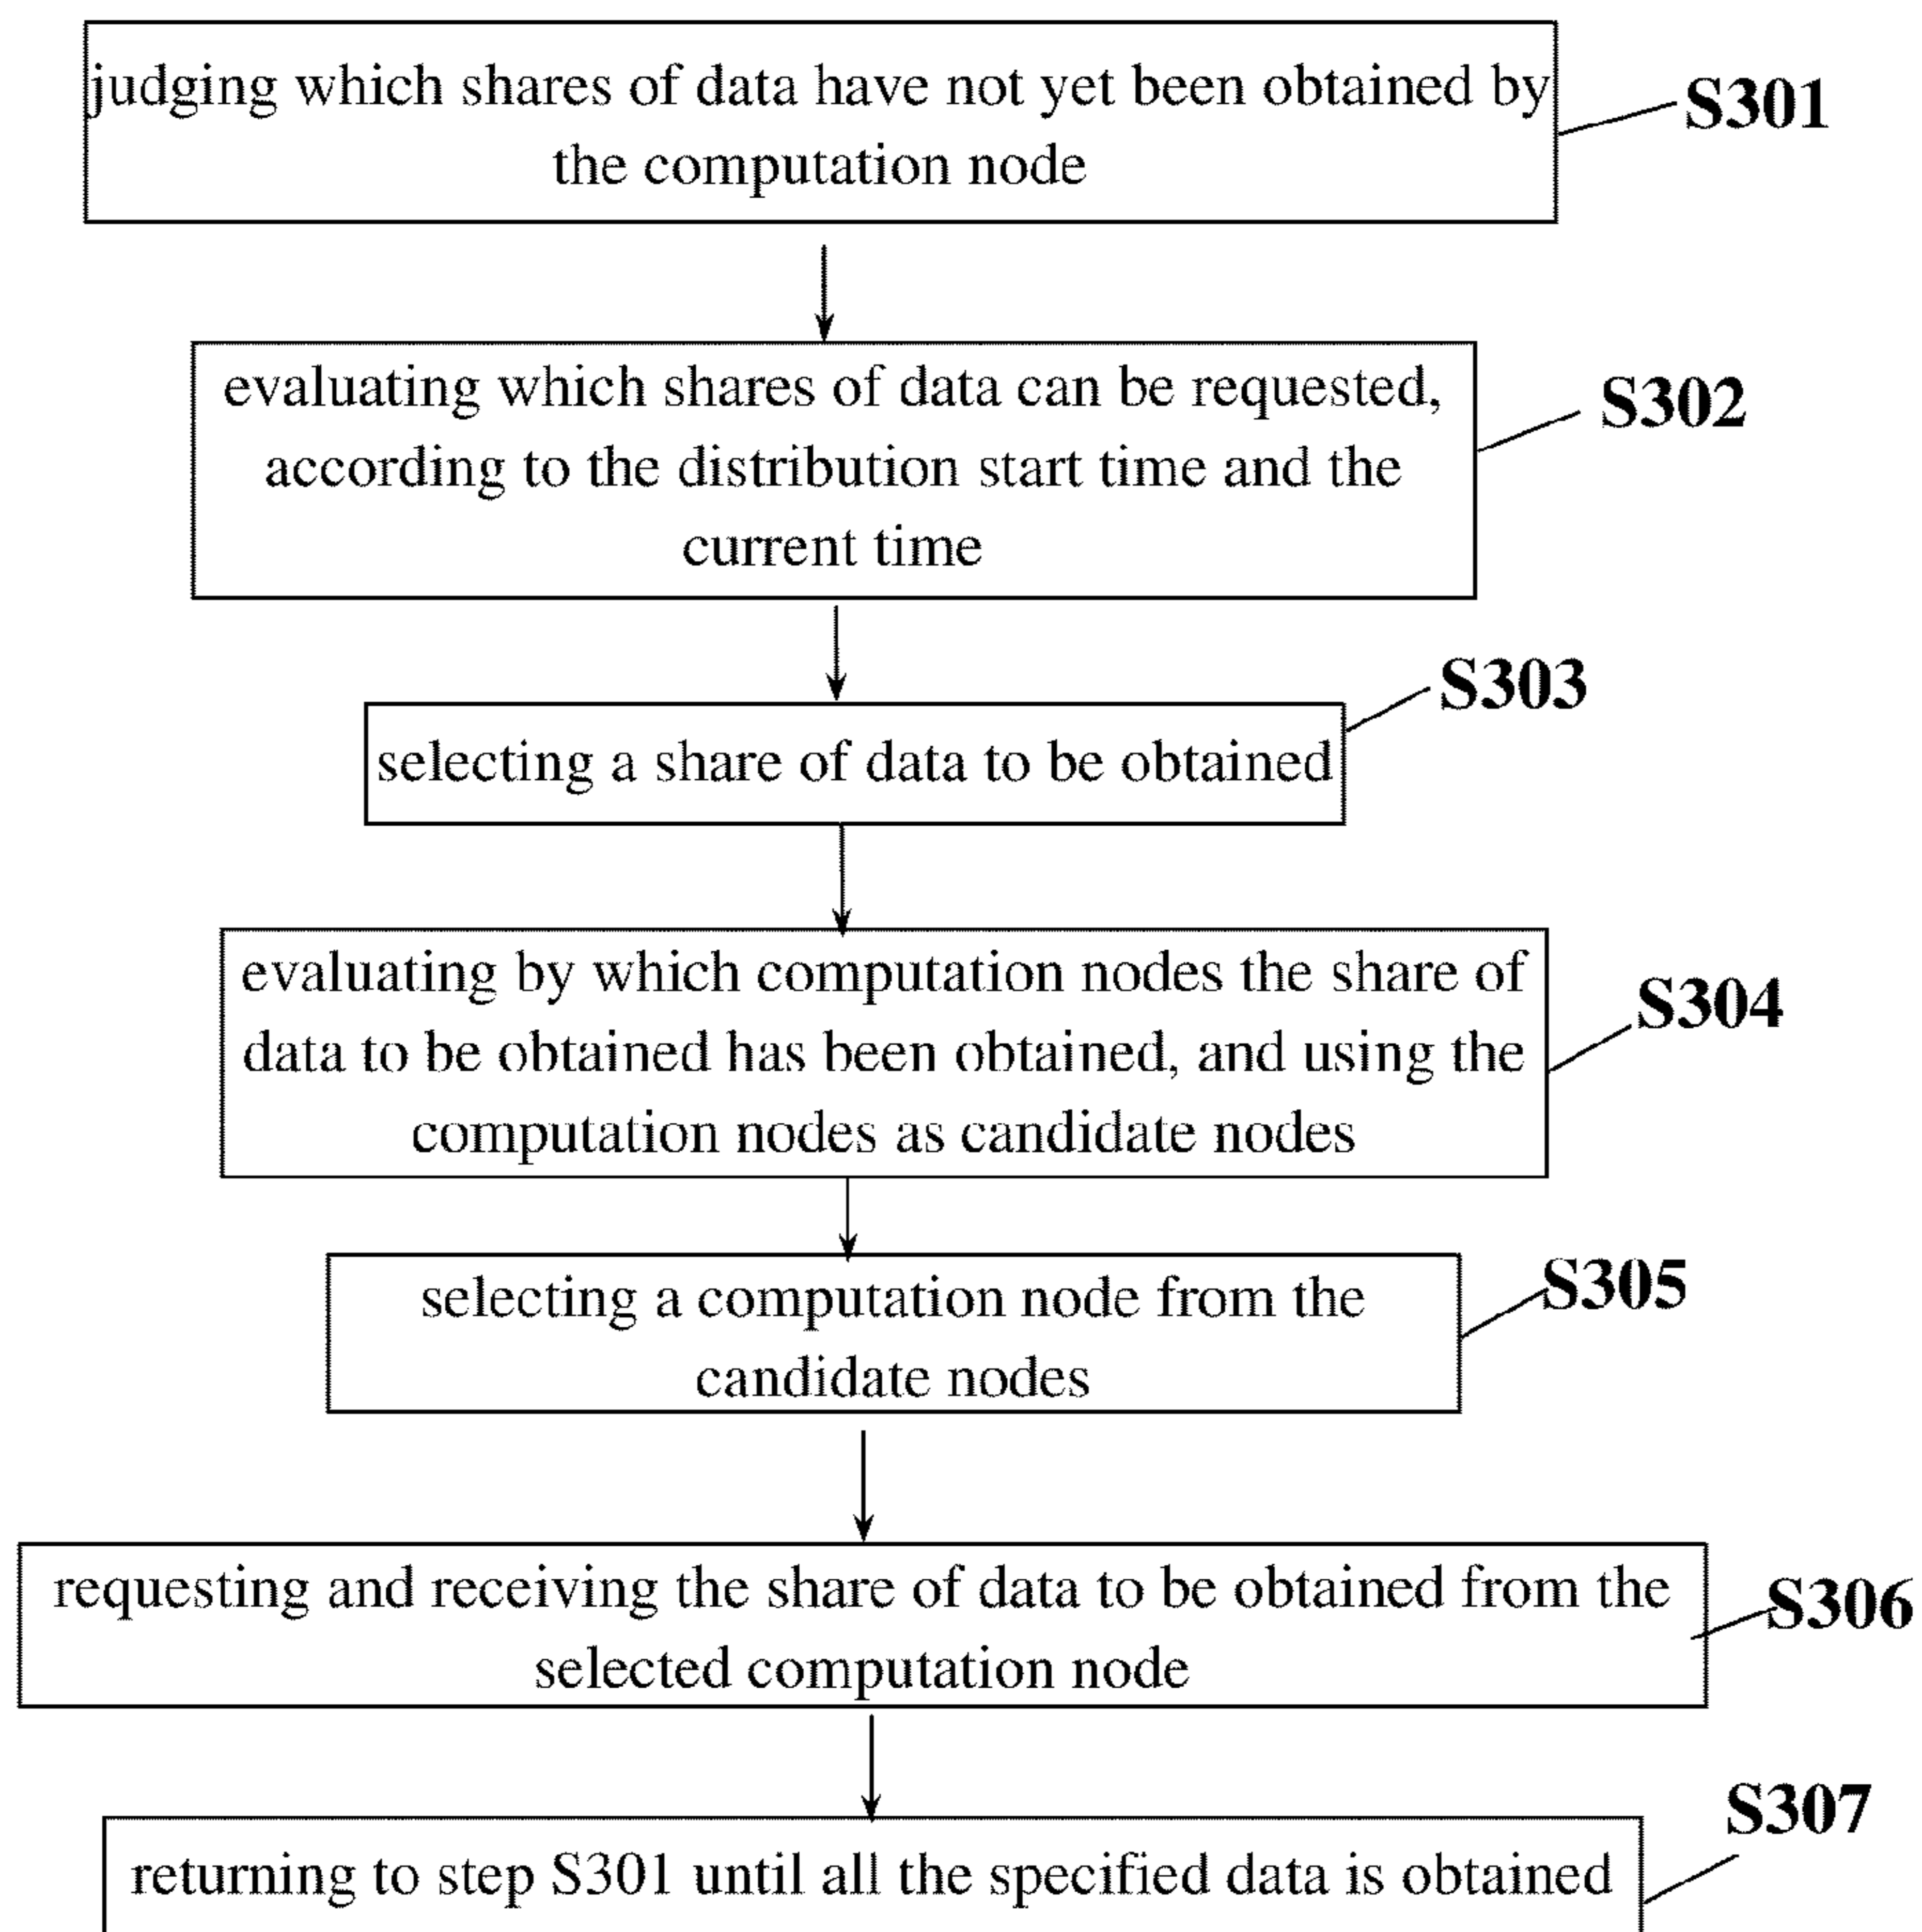 judging which shares of data have not yet been obtained by
the computation node
S301
evaluating which shares of data can be requested,
according to the distribution start time and the
current time
S302
S303
selecting a share of data to be obtained
evaluating by which computation nodes the share of
data to be obtained has been obtained, and using the
computation nodes as candidate nodes
S304
selecting a computation node from the
candidate nodes
S305
requesting and receiving the share of data to be obtained from the
selected computation node
S306
S307
returning to step S301 until all the specified data is obtained